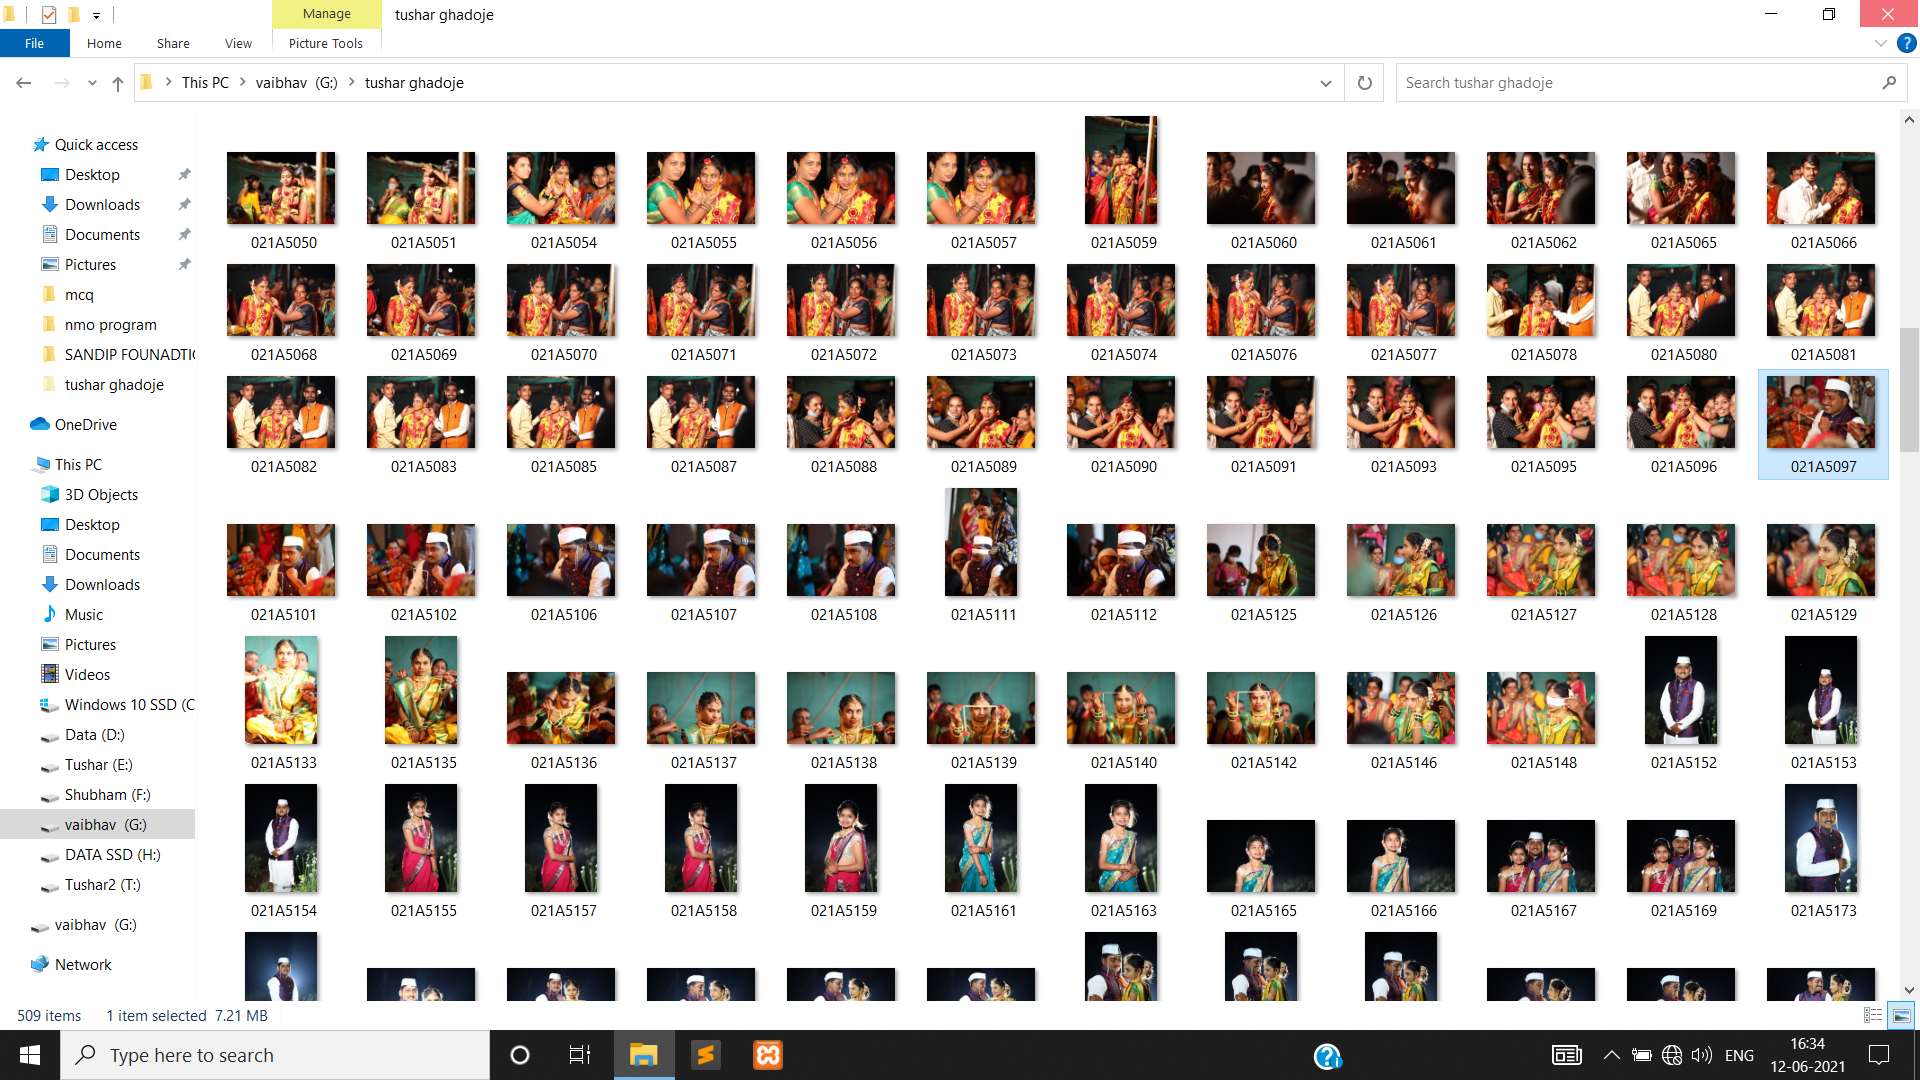 Manage
tushar ghadoje
File
Home
Share
View
Picture Tools
This PC
vaibhav (G:)
tushar ghadoje
Search tushar ghadoje
Quick access
Desktop
Downloads
Documents
Pictures
mcq
nmo program
SANDIP FOUNADTI
tushar ghadoje
OneDrive
This PC
3D Objects
Desktop
Documents
Downloads
Music
Pictures
Videos
Windows 10 SSD (C
Data (D:)
Tushar (E:)
Shubham (F:)
vaibhav (G:)
DATA SSD (H:)
Tushar2 (T:)
vaibhav (G:)
Network
021A5050 021A5051 021A5054 021A5055 021A5056 021A5057 021A5059 021A5060 021A5061 021A5062 021A5065 021A5066
021A5068 021A5069 021A5070 021A5071 021A5072 021A5073 021A5074 021A5076 021A5077 021A5078 021A5080 021A5081
021A5082 021A5083 021A5085 021A5087 021A5088 021A5089 021A5090 021A5091 021A5093 021A5095 021A5096 021A5097
021A5101 021A5102 021A5106 021A5107 021A5108 021A5111 021A5112 021A5125 021A5126 021A5127 021A5128 021A5129
021A5133 021A5135 021A5136 021A5137 021A5138 021A5139 021A5140 021A5142 021A5146 021A5148 021A5152 021A5153
021A5154 021A5155 021A5157 021A5158 021A5159 021A5161 021A5163 021A5165 021A5166 021A5167 021A5169 021A5173
509 items
1 item selected 7.21 MB
Type here to search
ENG
16:34
12-06-2021